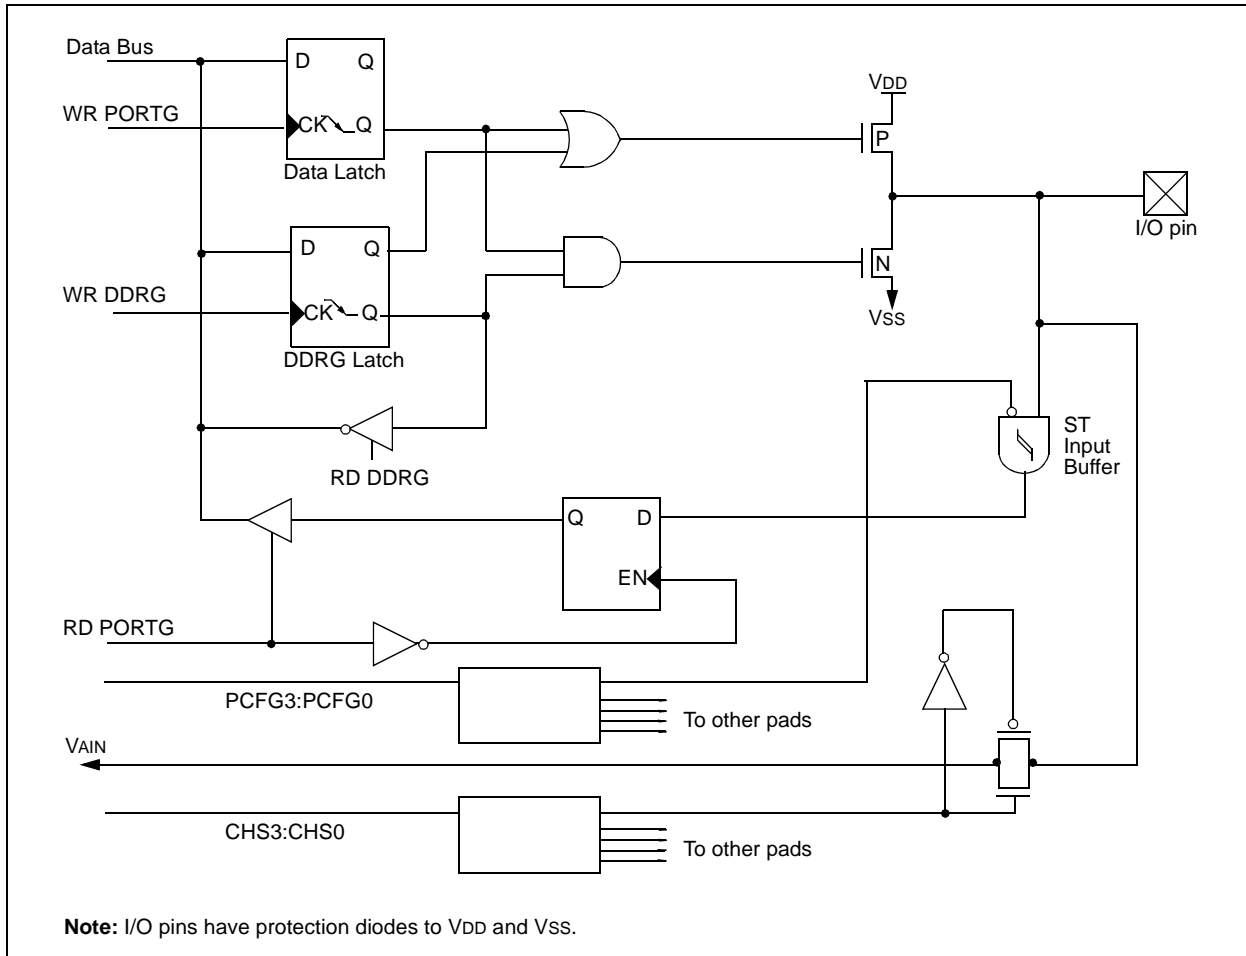 Data Bus
D Q
VDD
WR PORTG
CK Q
P
Data Latch
I/O pin
D Q
N
WR DDRG
CK Q
VSS
DDRG Latch
ST
Input
Buffer
RD DDRG
Q D
EN
RD PORTG
PCFG3:PCFG0
To other pads
VAIN
CHS3:CHS0
To other pads
Note: I/O pins have protection diodes to VDD and VSS.